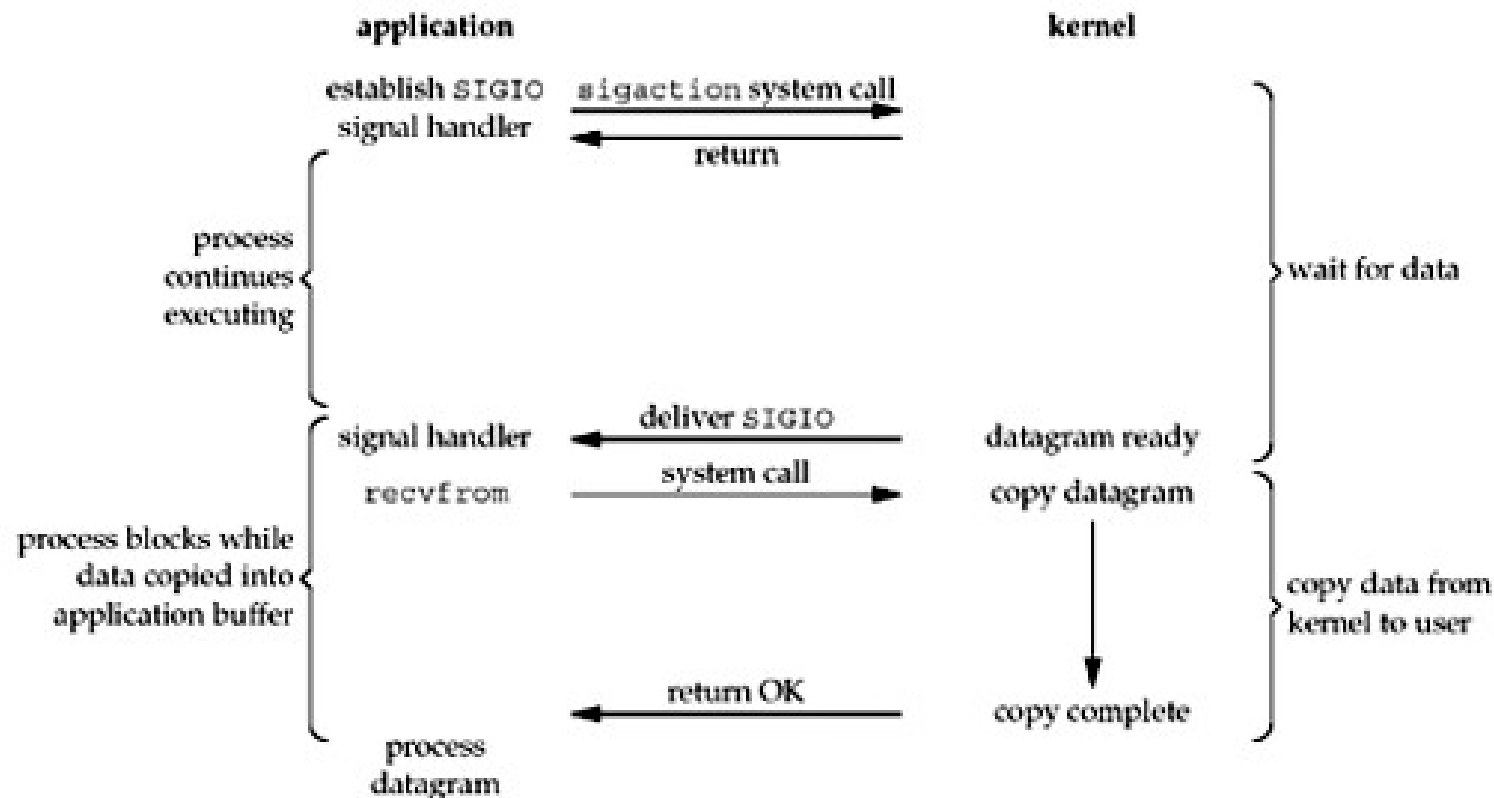 application
kernel
establish SIGIO
signal handler
sigaction system call
return
process
continues
executing
wait for data
signal handler
deliver SIGIO
datagram ready
recvfrom
system call
copy datagram
process blocks while
data copied into
application buffer
copy data from
kernel to user
return OK
copy complete
process
datagram